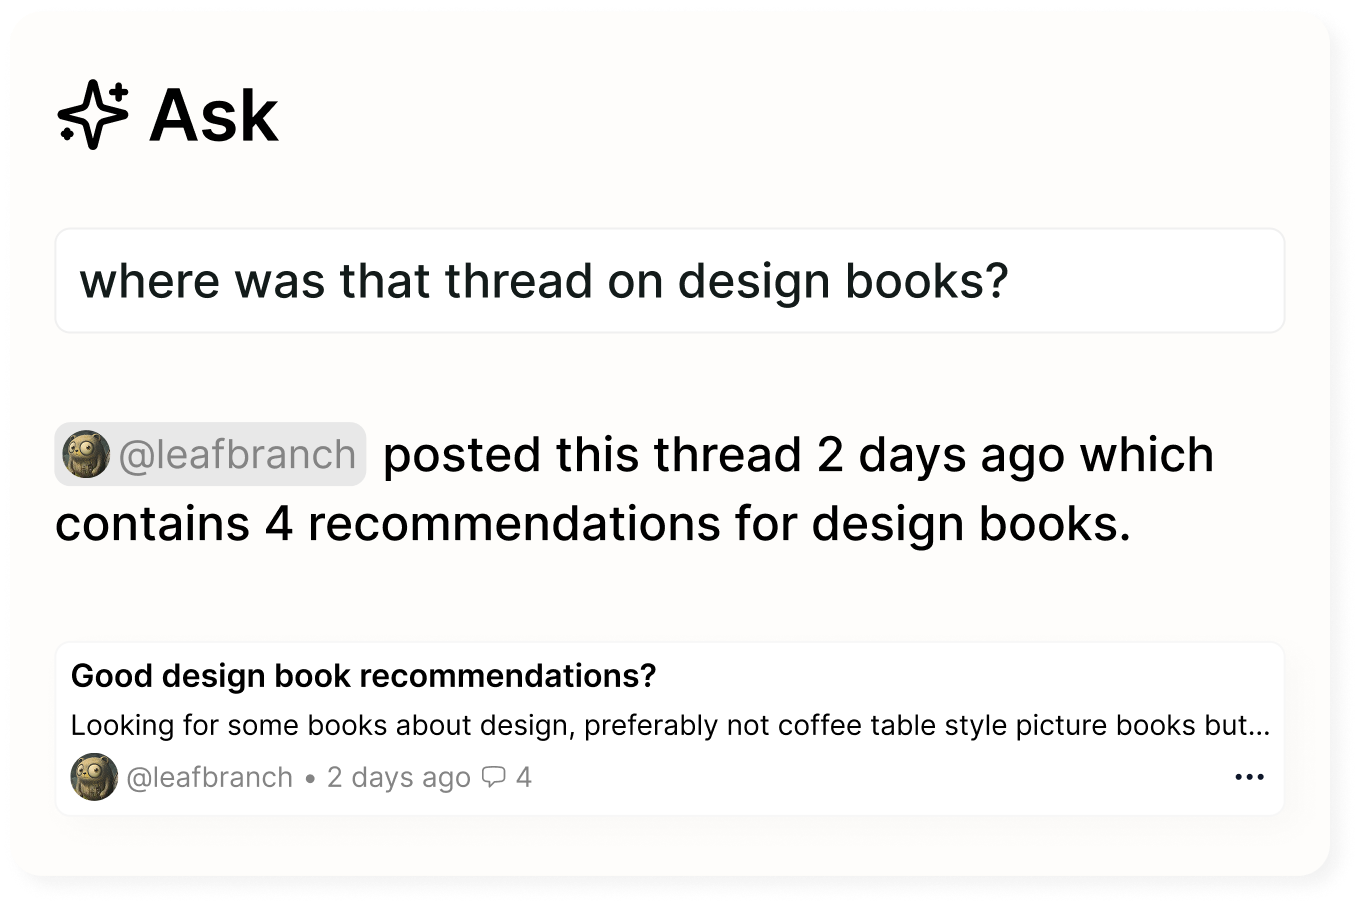 Ask
where was that thread on design books?
@leafbranch posted this thread 2 days ago which
contains 4 recommendations for design books.
Good design book recommendations?
Looking for some books about design, preferably not coffee table style picture books but...
@leafbranch • 2 days ago 4